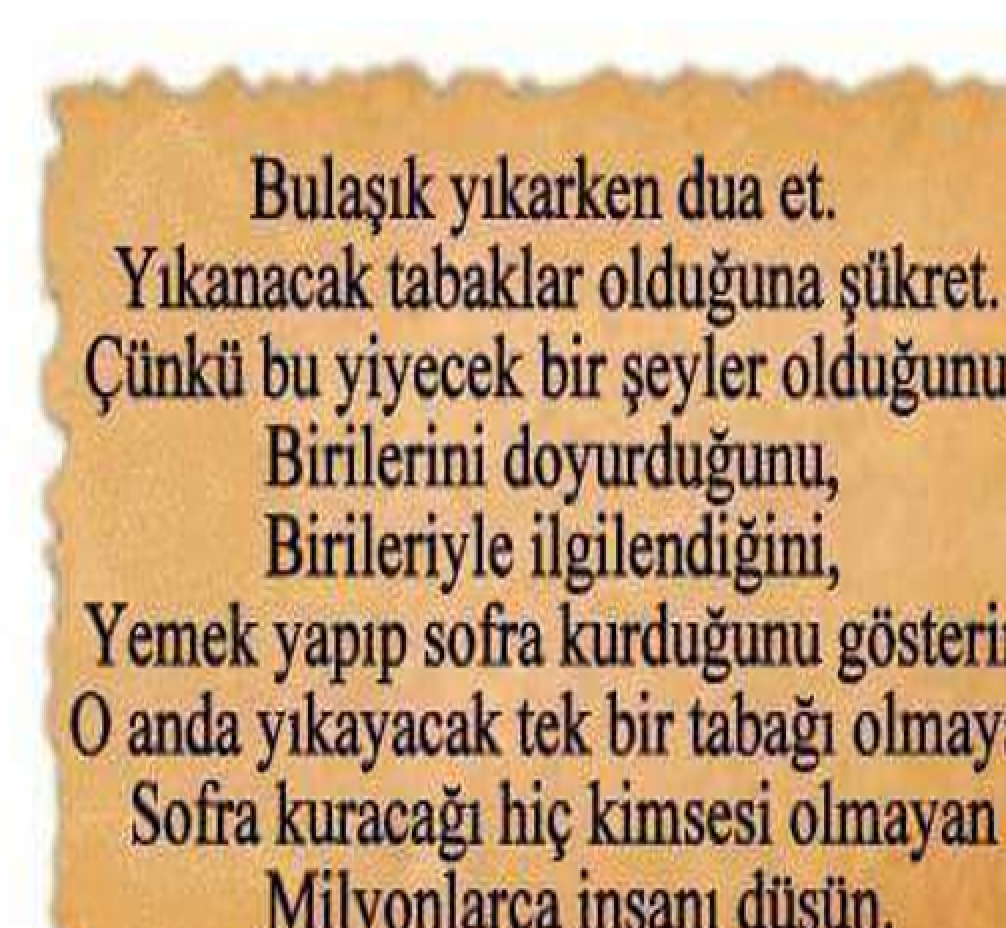 Bulaşık yıkarken dua et.
Yıkanacak tabaklar olduğuna şükret.
Çünkü bu yiyecek bir şeyler olduğunu
Birilerini doyurduğunu,
Birileriyle ilgilendiğini,
Yemek yapıp sofra kurduğunu
O anda yıkayacak tek bir tabağı
Sofra kuracağı hiç kimsesi olmayan
Milyonlarca insanı düşün.